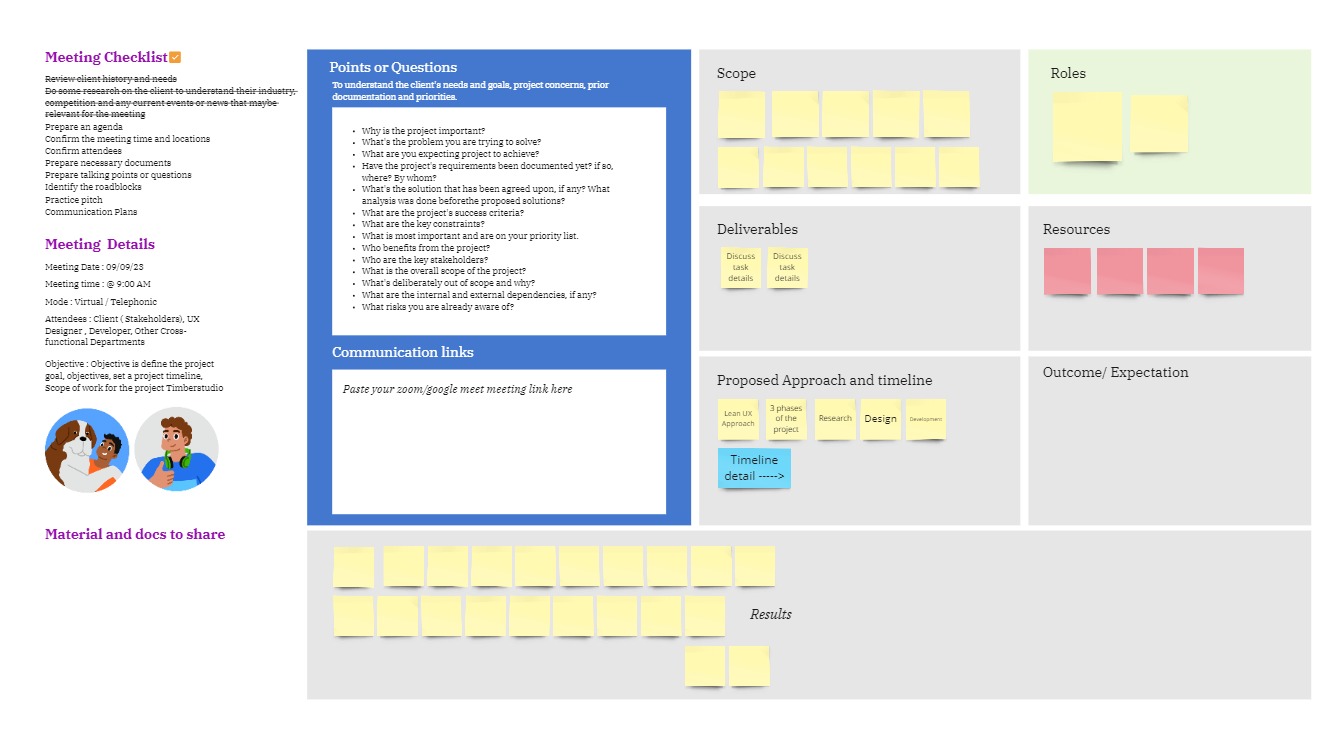 Meeting Checklist
Review client history and needs
Do some research on the client to understand their industry,
competition and any current events or news that maybe
relevant for the meeting
Prepare an agenda
Confirm the meeting time and locations
Confirm attendees
Prepare necessary documents
Prepare talking points or questions
Identify the roadblocks
Practice pitch
Communication Plans
Meeting Details
Meeting Date : 09/09/23
Meeting time : @ 9:00 AM
Mode : Virtual / Telephonic
Attendees : Client ( Stakeholders), UX
Designer , Developer, Other Cross-
functional Departments
Objective : Objective is define the project
goal, objectives, set a project timeline,
Scope of work for the project Timberstudio
Material and docs to share
Points or Questions
To understand the client's needs and goals, project concerns, prior
documentation and priorities.
• Why is the project important?
• What's the problem you are trying to solve?
• What are you expecting project to achieve?
• Have the project's requirements been documented yet? if so,
where? By whom?
• What's the solution that has been agreed upon, if any? What
analysis was done beforethe proposed solutions?
• What are the project's success criteria?
• What are the key constraints?
• What is most important and are on your priority list.
• Who benefits from the project?
• Who are the key stakeholders?
• What is the overall scope of the project?
• What's deliberately out of scope and why?
• What are the internal and external dependencies, if any?
• What risks you are already aware of?
Communication links
Paste your zoom/google meet meeting link here
Scope
Roles
Deliverables
Discuss
task
details
Discuss
task
details
Resources
Proposed Approach and timeline
Lean UX
Approach
3 phases
of the
project
Research
Design
Development
Timeline
detail ----->
Outcome/ Expectation
Results